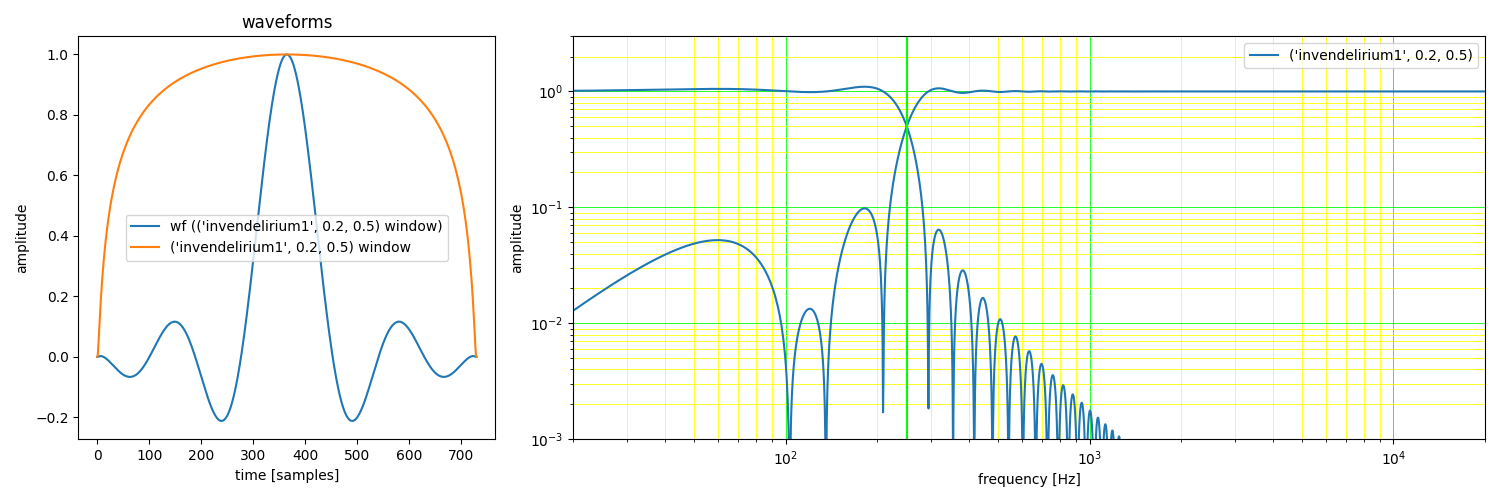 waveforms
amplitude
1.0
0.8
0.6
0.4
0.2
0.0
−0.2
wf (('invendelirium1', 0.2, 0.5) window)
('invendelirium1', 0.2, 0.5) window
0 100 200 300 400 500 600 700
time [samples]
('invendelirium1', 0.2, 0.5)
amplitude
10⁰
10⁻¹
10⁻²
10⁻³
10² 10³ 10⁴
frequency [Hz]